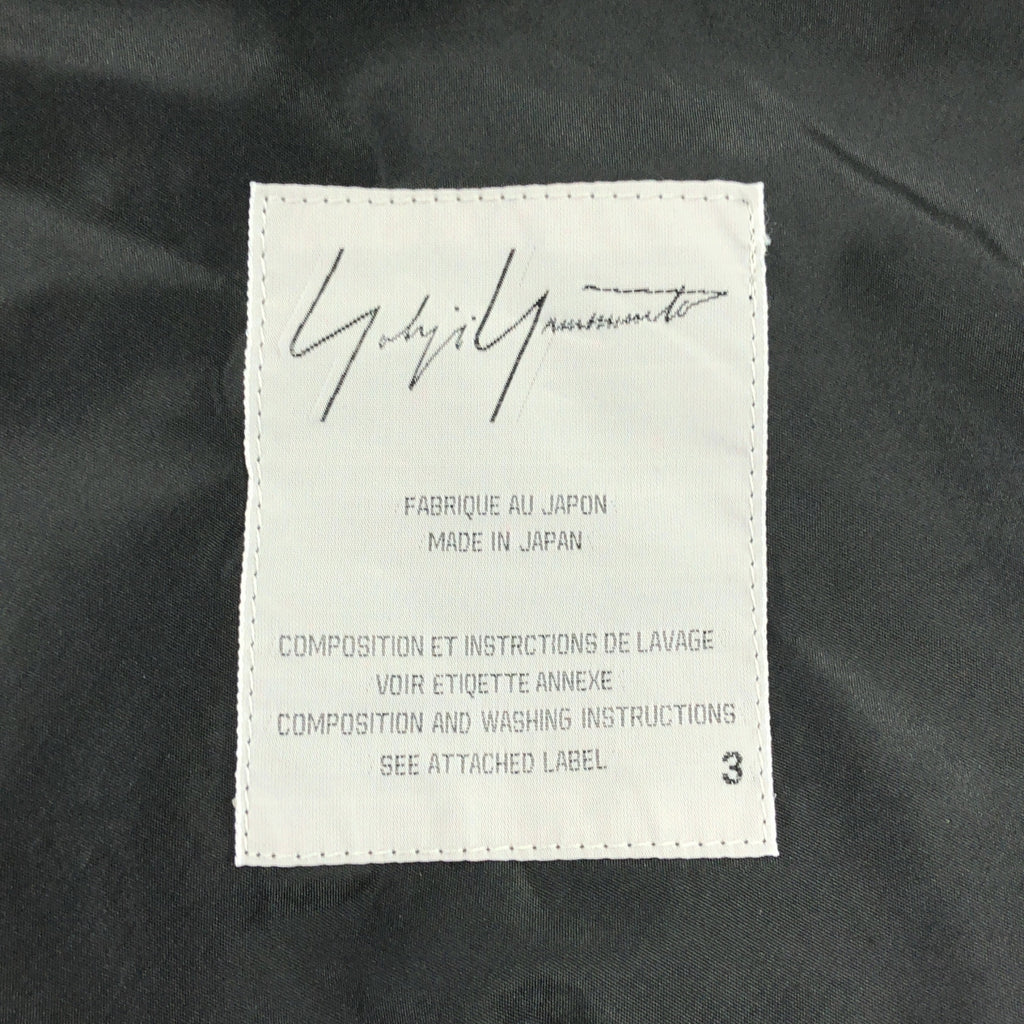 Yohji Yamamoto
FABRIQUE AU JAPON
MADE IN JAPAN
COMPOSITION ET INSTRCTIONS DE LAVAGE
VOIR ETIQETTE ANNEXE
COMPOSITION AND WASHING INSTRUCTIONS
SEE ATTACHED LABEL
3